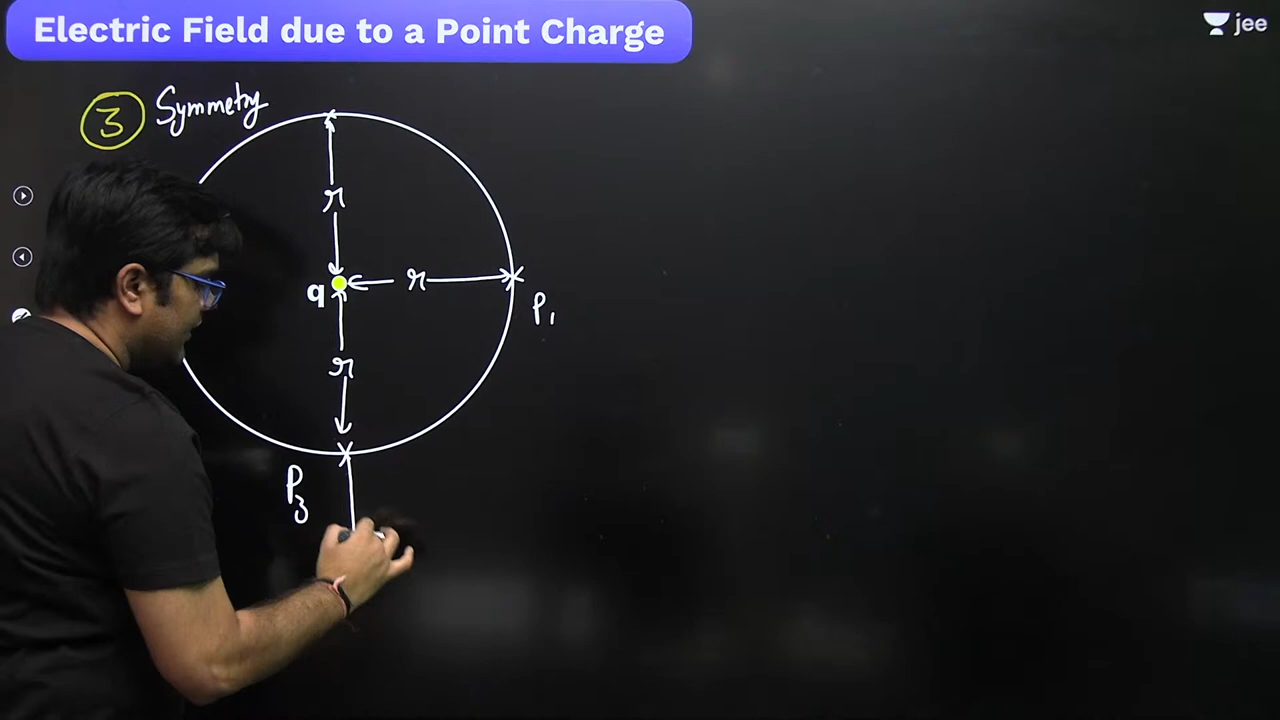 Electric Field due to a Point Charge
jee
3 Symmetry
r
q r
P1
r
P3